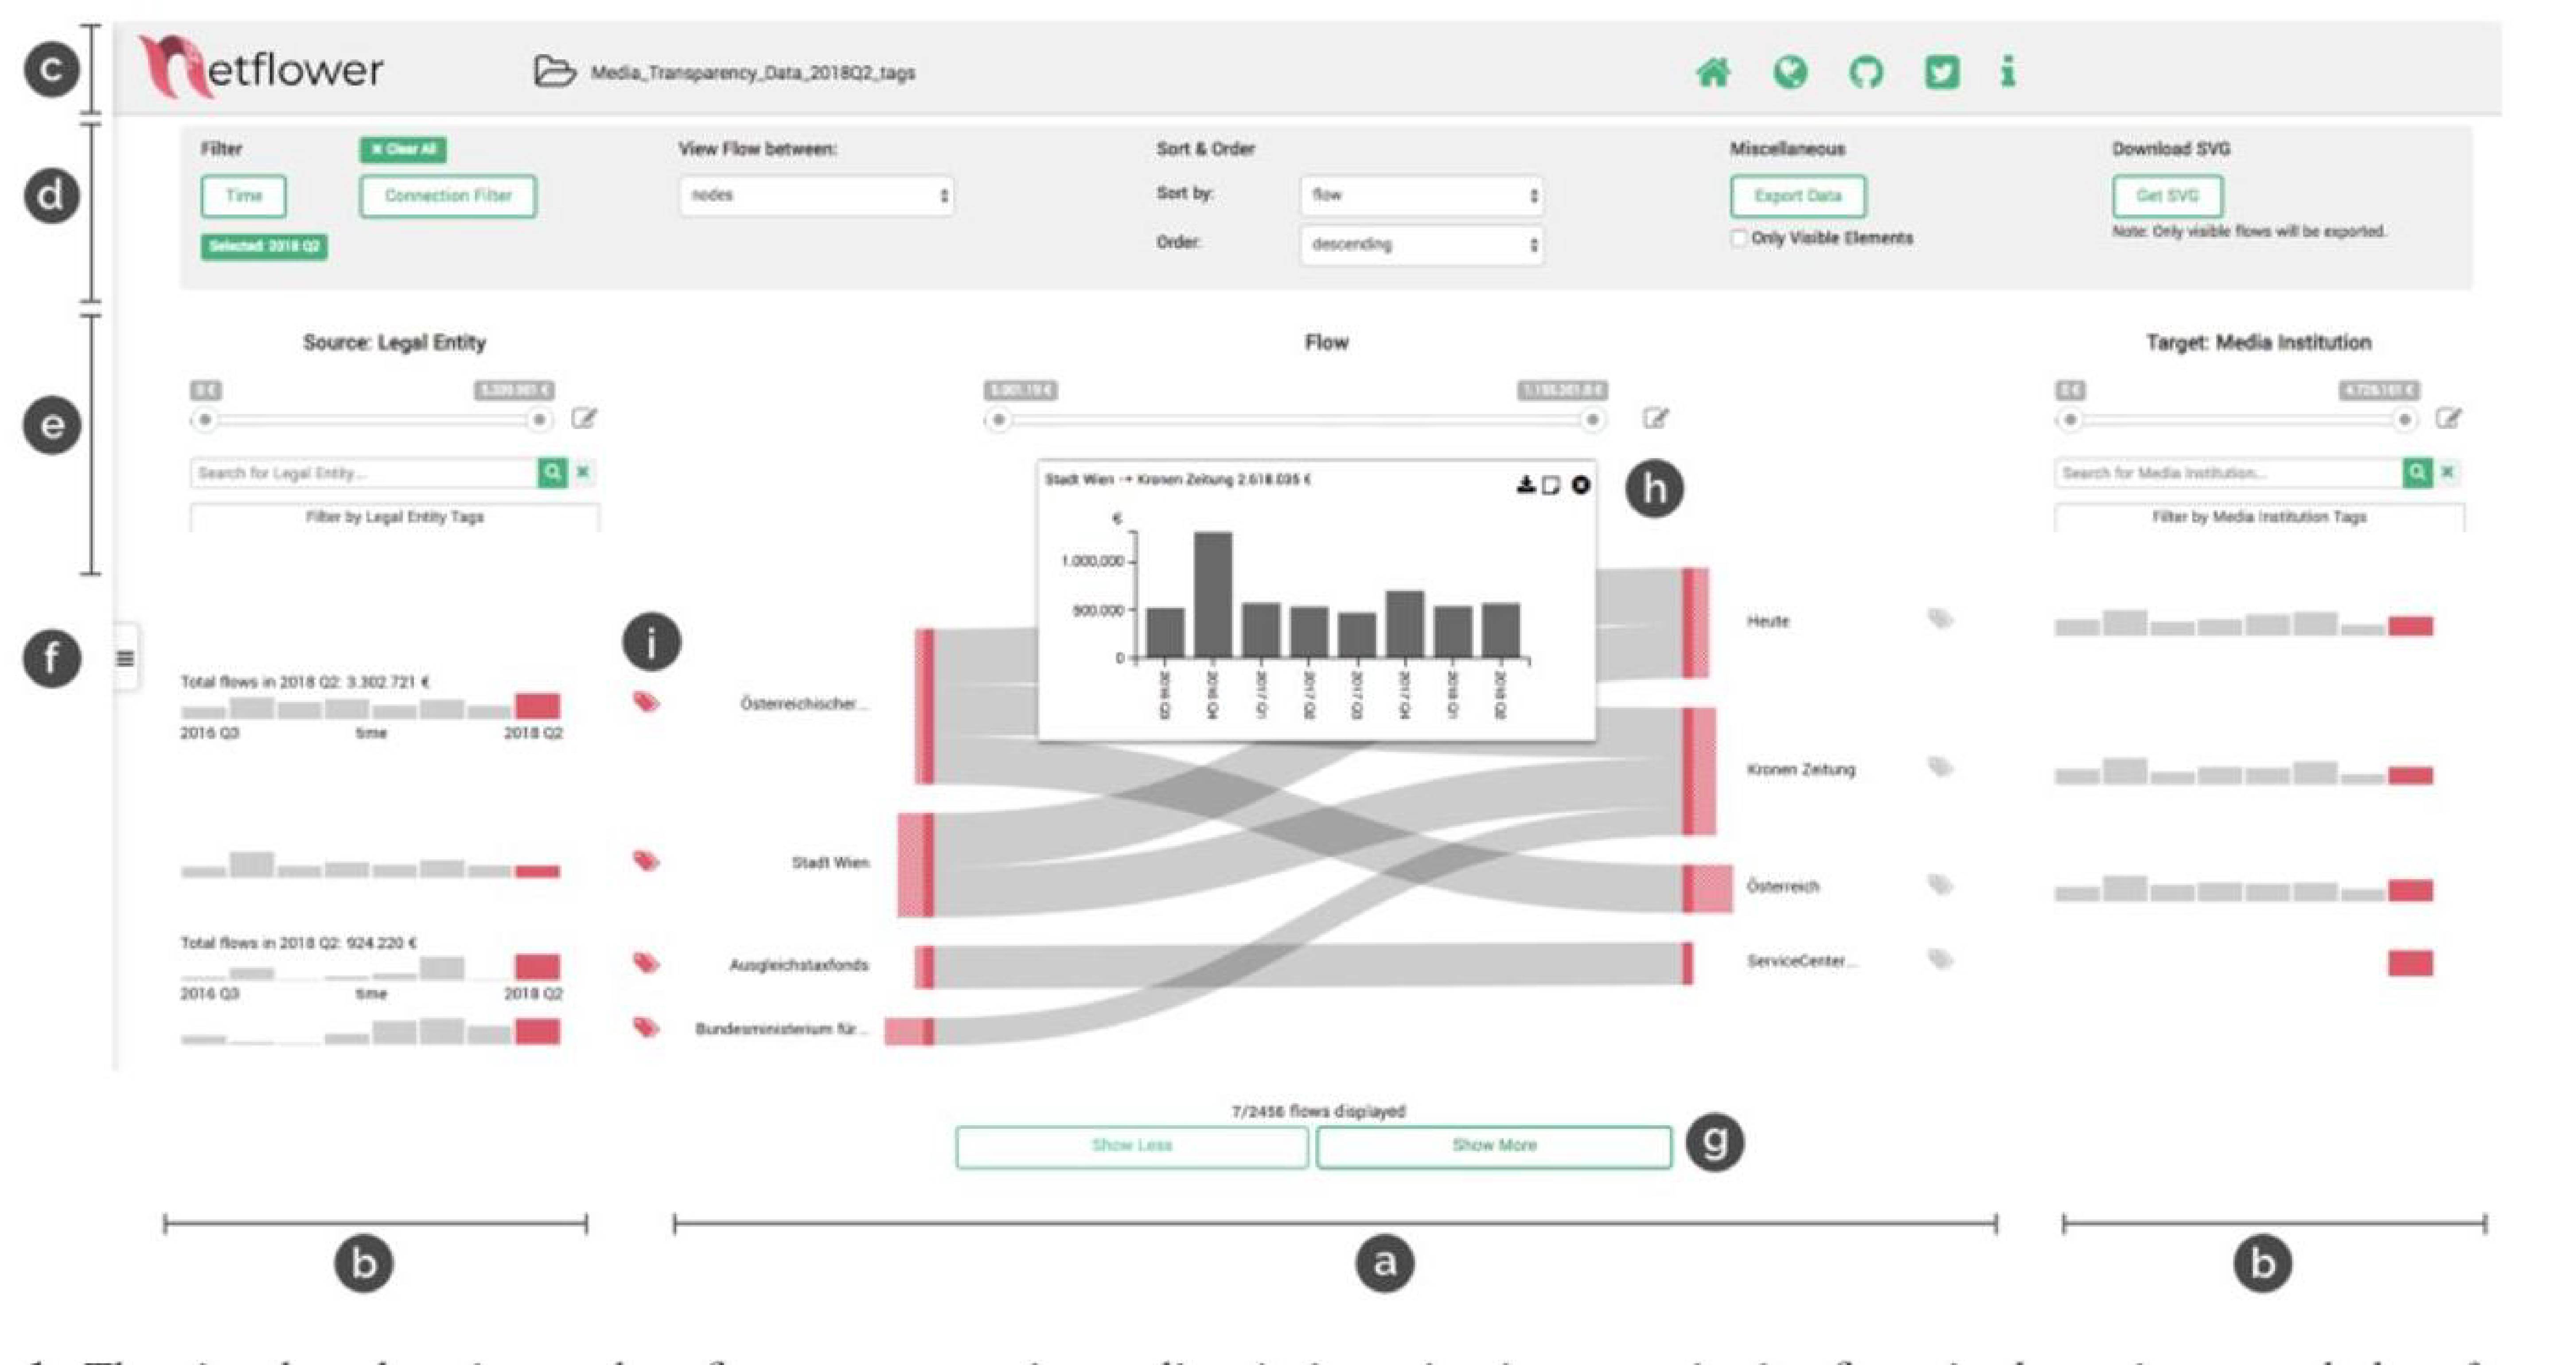 c
netflower
Media_Transparency_Data_2018Q2_tags
d
Filter
× Clear All
View Flow between:
Sort & Order
Miscellaneous
Download SVG
Time
Connection Filter
nodes
Sort by:
flow
Export Data
Get SVG
Selected: 2018 Q2
Order:
descending
Only Visible Elements
Note: Only visible flows will be exported.
e
Source: Legal Entity
Flow
Target: Media Institution
0 €
0 €
Search for Legal Entity...
Search for Media Institution...
Filter by Legal Entity Tags
Filter by Media Institution Tags
Stadt Wien → Kronen Zeitung 2.618.035 €
h
€
1.000.000
500.000
0
2016 Q3
2016 Q4
2017 Q1
2017 Q2
2017 Q3
2017 Q4
2018 Q1
2018 Q2
f
i
Total flows in 2018 Q2: 3.302.721 €
2016 Q3 time 2018 Q2
Österreichischer...
Heute
Kronen Zeitung
Stadt Wien
Österreich
Total flows in 2018 Q2: 924.220 €
2016 Q3 time 2018 Q2
Ausgleichstaxfonds
ServiceCenter...
Bundesministerium für...
7/2456 flows displayed
Show Less
Show More
g
b
a
b